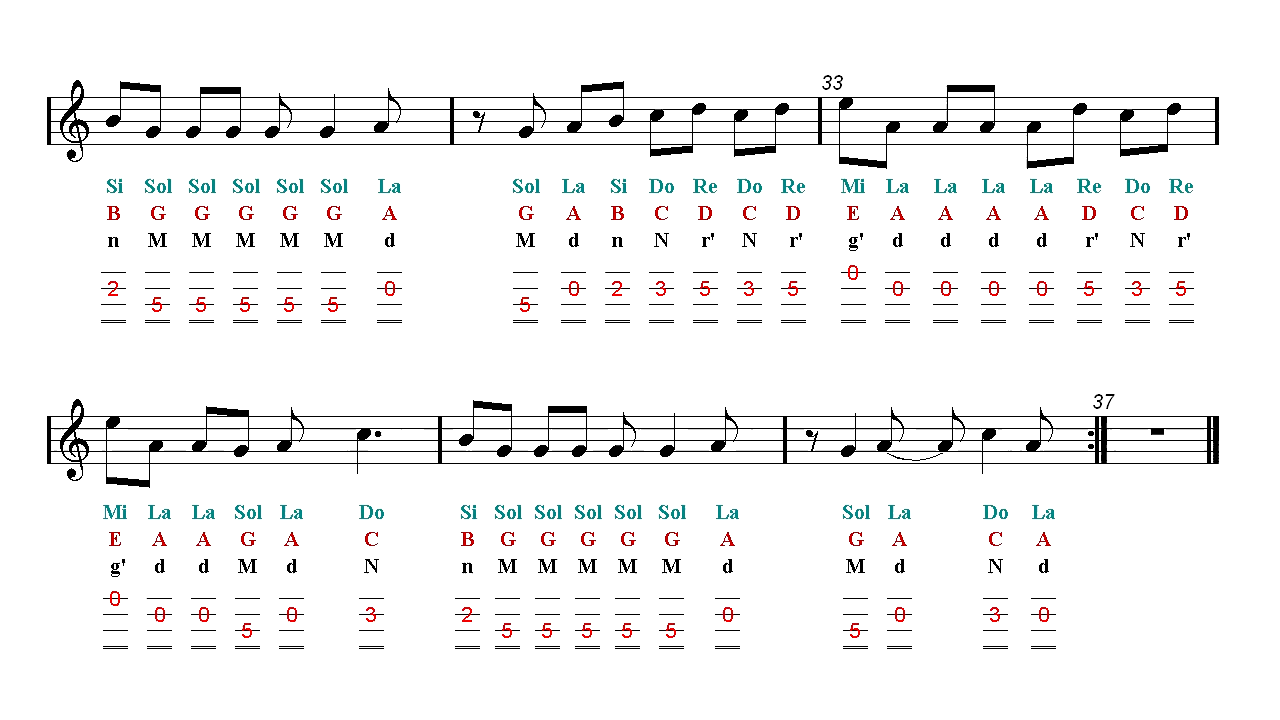 33
Si Sol Sol Sol Sol Sol La Sol La Si Do Re Do Re Mi La La La La Re Do Re
B G G G G G A G A B C D C D E A A A A D C D
n M M M M M d M d n N r' N r' g' d d d d r' N r'
0
2 0 0 2 3 5 3 5 0 0 0 0 5 3 5
5 5 5 5 5 5
37
Mi La La Sol La Do Si Sol Sol Sol Sol Sol La Sol La Do La
E A A G A C B G G G G G A G A C A
g' d d M d N n M M M M M d M d N d
0
0 0 0 3 2 0 0 3 0
5 5 5 5 5 5 5